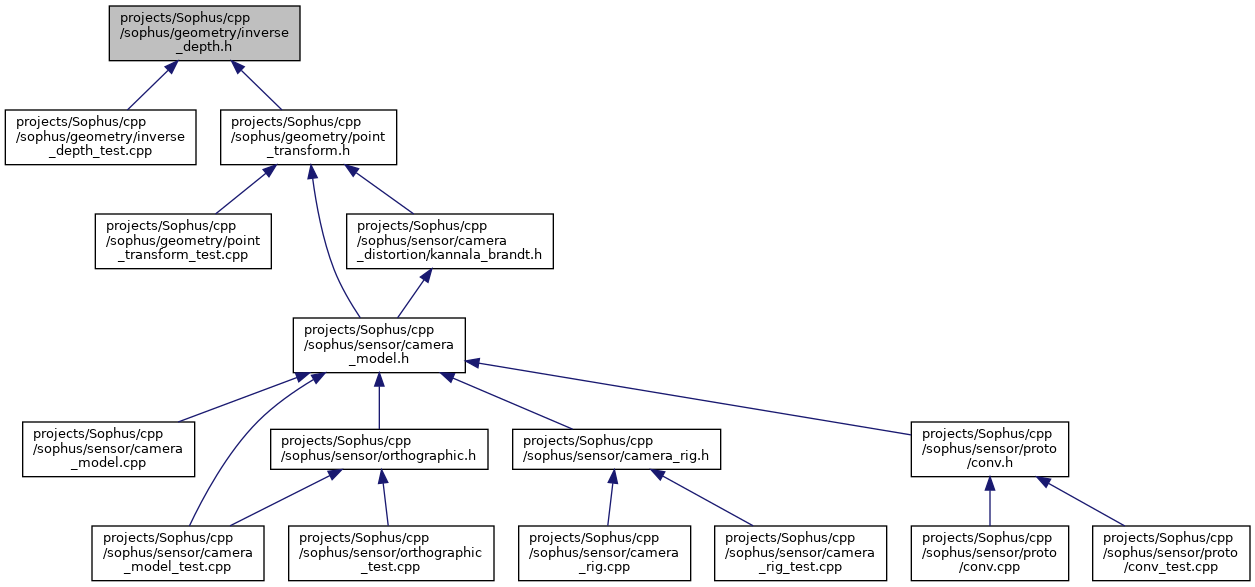 projects/Sophus/cpp
/sophus/geometry/inverse
_depth.h
projects/Sophus/cpp
/sophus/geometry/inverse
_depth_test.cpp
projects/Sophus/cpp
/sophus/geometry/point
_transform.h
projects/Sophus/cpp
/sophus/geometry/point
_transform_test.cpp
projects/Sophus/cpp
/sophus/sensor/camera
_distortion/kannala_brandt.h
projects/Sophus/cpp
/sophus/sensor/camera
_model.h
projects/Sophus/cpp
/sophus/sensor/camera
_model.cpp
projects/Sophus/cpp
/sophus/sensor/orthographic.h
projects/Sophus/cpp
/sophus/sensor/camera_rig.h
projects/Sophus/cpp
/sophus/sensor/proto
/conv.h
projects/Sophus/cpp
/sophus/sensor/camera
_model_test.cpp
projects/Sophus/cpp
/sophus/sensor/orthographic
_test.cpp
projects/Sophus/cpp
/sophus/sensor/camera
_rig.cpp
projects/Sophus/cpp
/sophus/sensor/camera
_rig_test.cpp
projects/Sophus/cpp
/sophus/sensor/proto
/conv.cpp
projects/Sophus/cpp
/sophus/sensor/proto
/conv_test.cpp